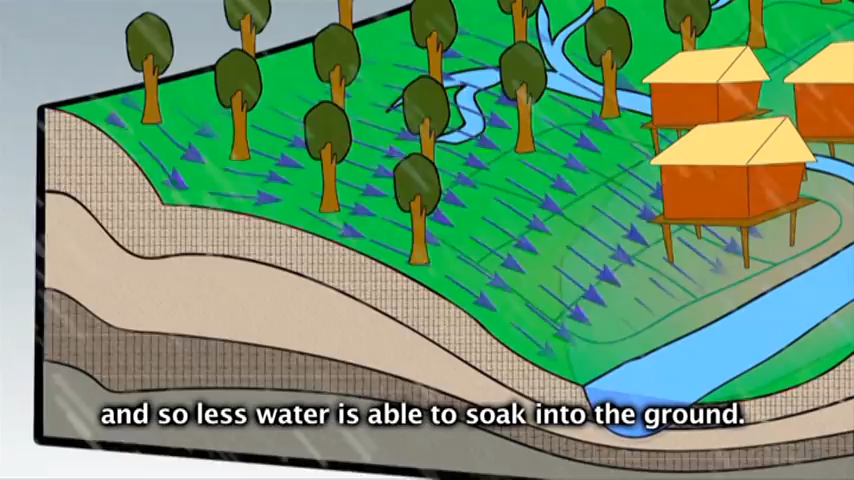 and so less water is able to soak into the ground.